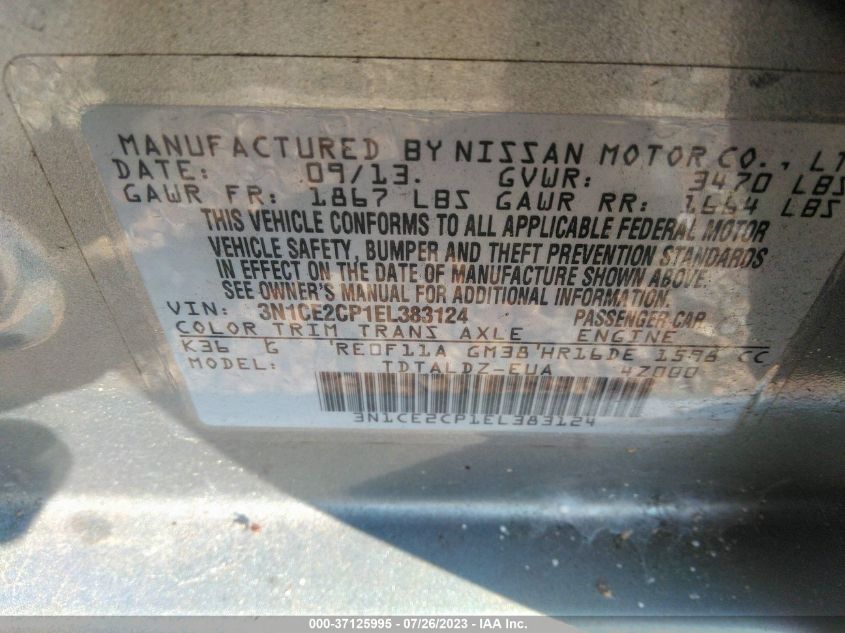 MANUFACTURED BY NISSAN MOTOR CO., LT
DATE: 09/13. GVWR: 3470 LBS
GAWR FR: 1867 LBS GAWR RR: 1664 LBS
THIS VEHICLE CONFORMS TO ALL APPLICABLE FEDERAL MOTOR
VEHICLE SAFETY, BUMPER AND THEFT PREVENTION STANDARDS
IN EFFECT ON THE DATE OF MANUFACTURE SHOWN ABOVE.
SEE OWNER'S MANUAL FOR ADDITIONAL INFORMATION.
VIN: 3N1CE2CP1EL383124 PASSENGER CAR
COLOR TRIM TRANS AXLE ENGINE
K36 G 'RE0F11A GM38'HR16DE 1598 CC
MODEL: TDTALDZ-EUA 4Z000
3N1CE2CP1EL383124
000-37125995 - 07/26/2023 - IAA Inc.